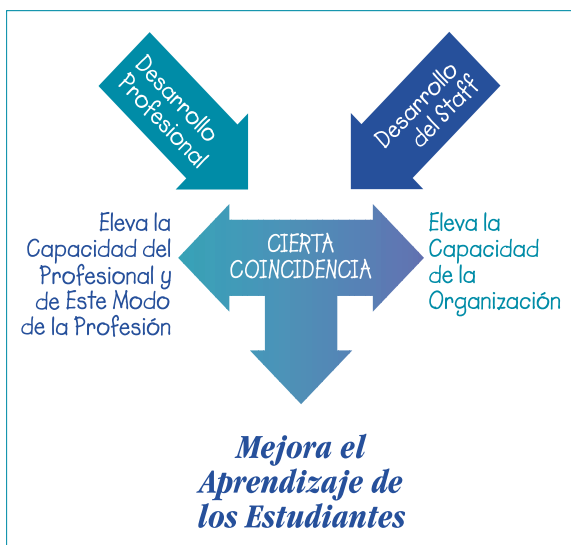 Desarrollo
Profesional
Desarrollo
del Staff
Eleva la
Capacidad del
Profesional y
de Este Modo
de la Profesión
CIERTA
COINCIDENCIA
Eleva la
Capacidad
de la
Organización
Mejora el
Aprendizaje de
los Estudiantes